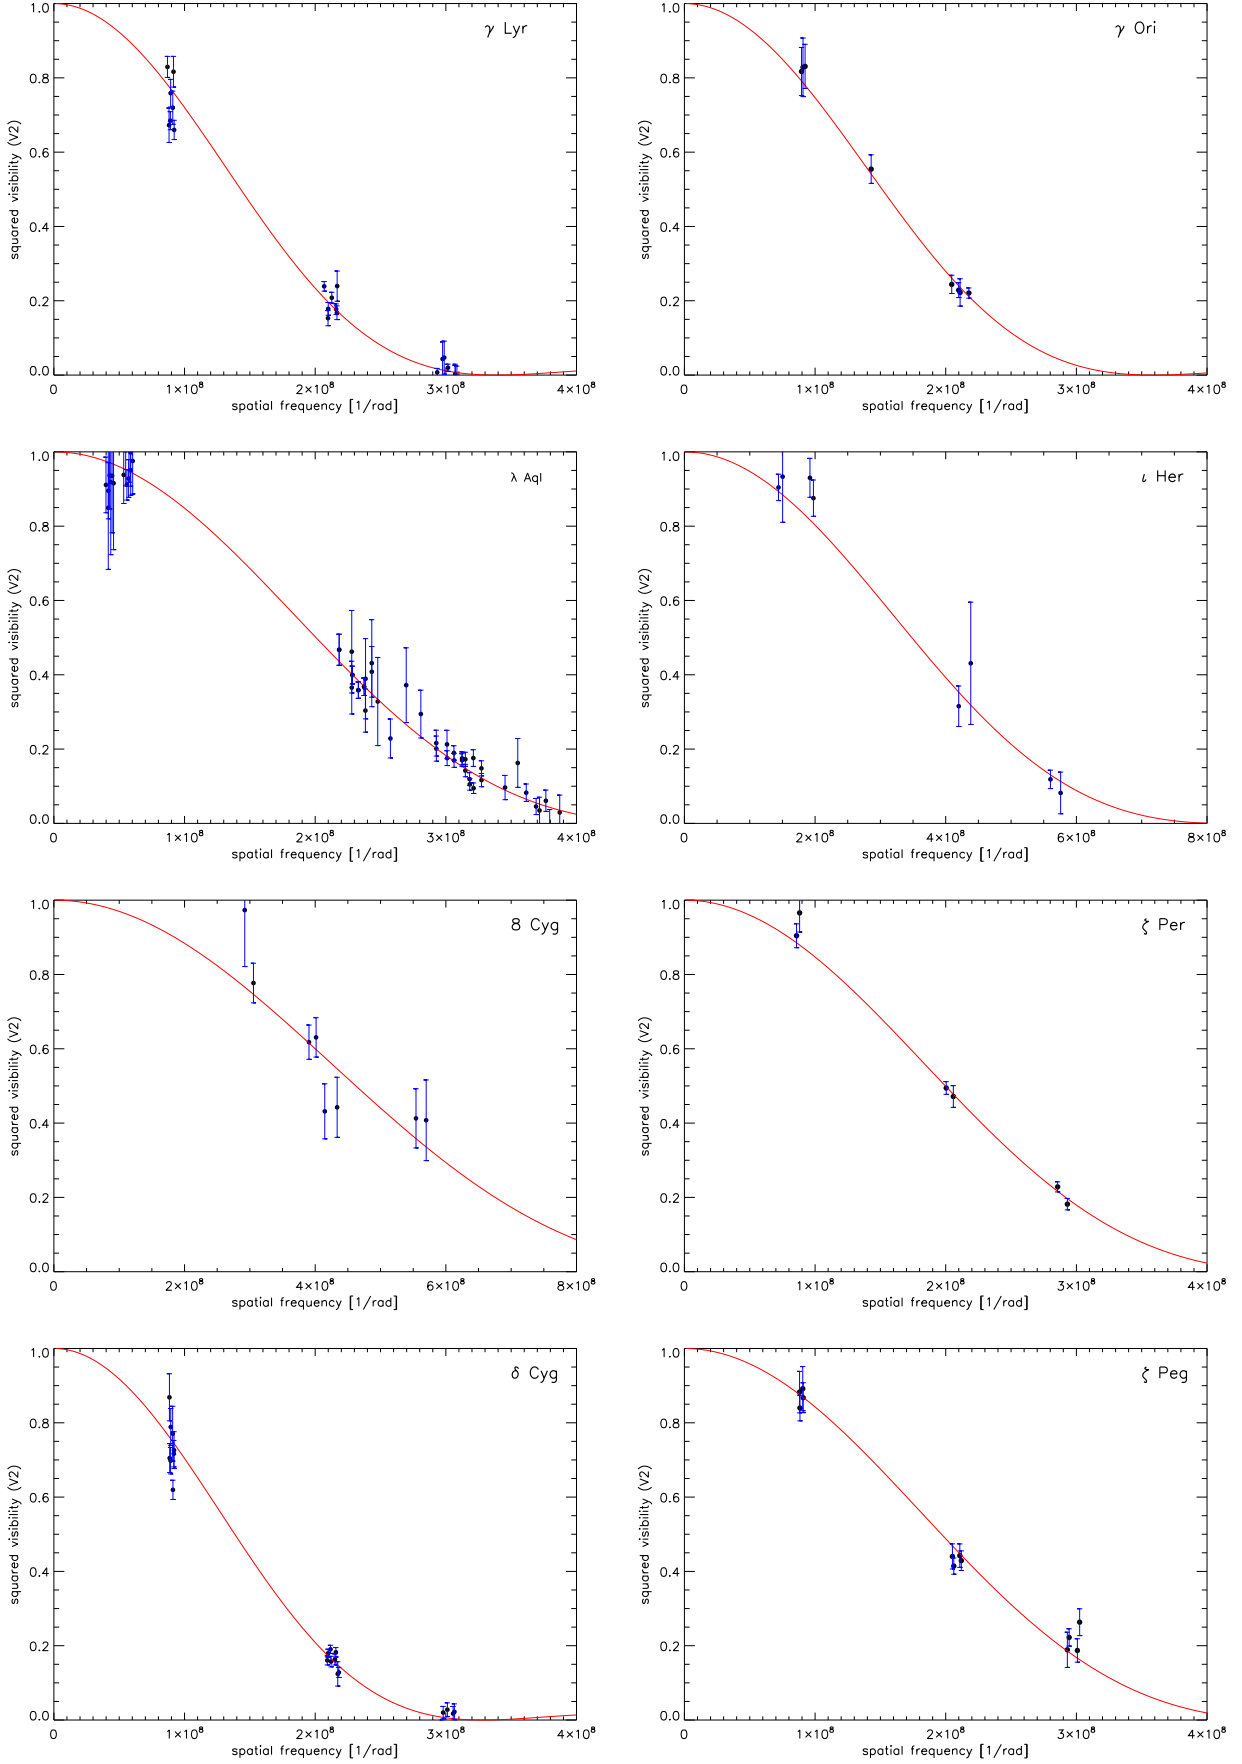 γ Lyr
1.0
0.8
0.6
0.4
0.2
0.0
squared visibility (V2)
0 1×10⁸ 2×10⁸ 3×10⁸ 4×10⁸
spatial frequency [1/rad]
γ Ori
1.0
0.8
0.6
0.4
0.2
0.0
squared visibility (V2)
0 1×10⁸ 2×10⁸ 3×10⁸ 4×10⁸
spatial frequency [1/rad]
λ Aql
1.0
0.8
0.6
0.4
0.2
0.0
squared visibility (V2)
0 1×10⁸ 2×10⁸ 3×10⁸ 4×10⁸
spatial frequency [1/rad]
ι Her
1.0
0.8
0.6
0.4
0.2
0.0
squared visibility (V2)
0 2×10⁸ 4×10⁸ 6×10⁸ 8×10⁸
spatial frequency [1/rad]
8 Cyg
1.0
0.8
0.6
0.4
0.2
0.0
squared visibility (V2)
0 2×10⁸ 4×10⁸ 6×10⁸ 8×10⁸
spatial frequency [1/rad]
ζ Per
1.0
0.8
0.6
0.4
0.2
0.0
squared visibility (V2)
0 1×10⁸ 2×10⁸ 3×10⁸ 4×10⁸
spatial frequency [1/rad]
δ Cyg
1.0
0.8
0.6
0.4
0.2
0.0
squared visibility (V2)
0 1×10⁸ 2×10⁸ 3×10⁸ 4×10⁸
spatial frequency [1/rad]
ζ Peg
1.0
0.8
0.6
0.4
0.2
0.0
squared visibility (V2)
0 1×10⁸ 2×10⁸ 3×10⁸ 4×10⁸
spatial frequency [1/rad]